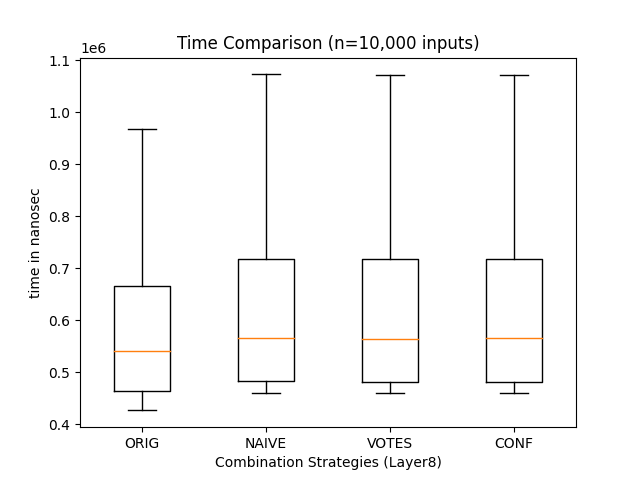 Time Comparison (n=10,000 inputs)
1e6
1.1
1.0
0.9
0.8
0.7
0.6
0.5
0.4
time in nanosec
ORIG NAIVE VOTES CONF
Combination Strategies (Layer8)